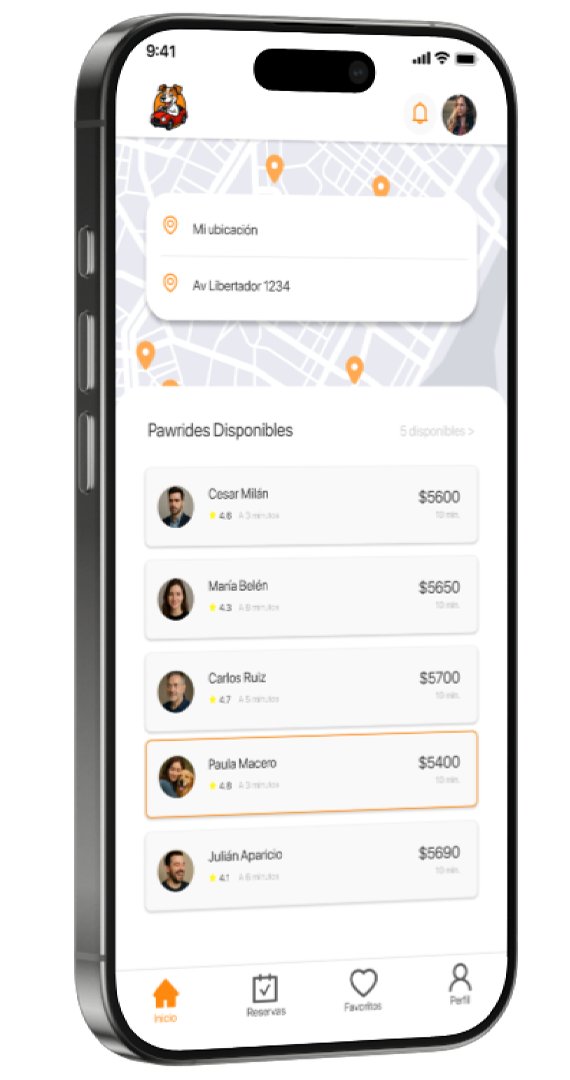 9:41
Mi ubicación
Av Libertador 1234
Pawrides Disponibles
5 disponibles >
Cesar Milán
$5600
4.6 A 3 minutos
10 min.
María Belén
$5650
4.3 A 8 minutos
10 min.
Carlos Ruiz
$5700
4.7 A 5 minutos
10 min.
Paula Macero
$5400
4.8 A 3 minutos
10 min.
Julián Aparicio
$5690
4.1 A 6 minutos
10 min.
Inicio
Reservas
Favoritos
Perfil